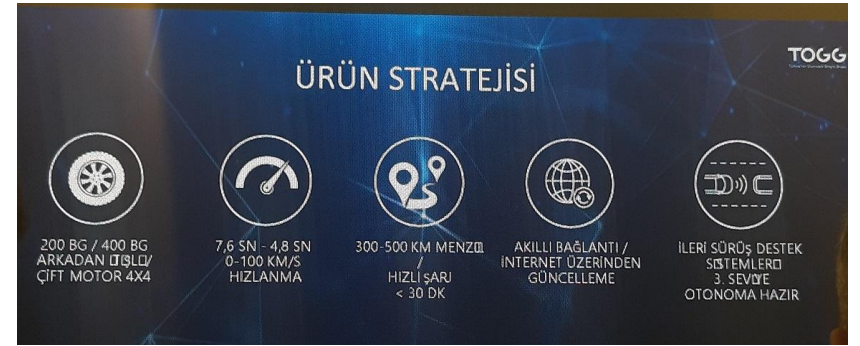 ÜRÜN STRATEJİSİ
TOGG
200 BG / 400 BG
ARKADAN
ÇİFT MOTOR 4X4
7,6 SN - 4,8 SN
0-100 KM/S
HIZLANMA
300-500 KM
/
HIZLI ŞARJ
< 30 DK
AKILLI BAĞLANTI /
İNTERNET ÜZERİNDEN
GÜNCELLEME
İLERİ SÜRÜŞ DESTEK
3.
OTONOMA HAZIR